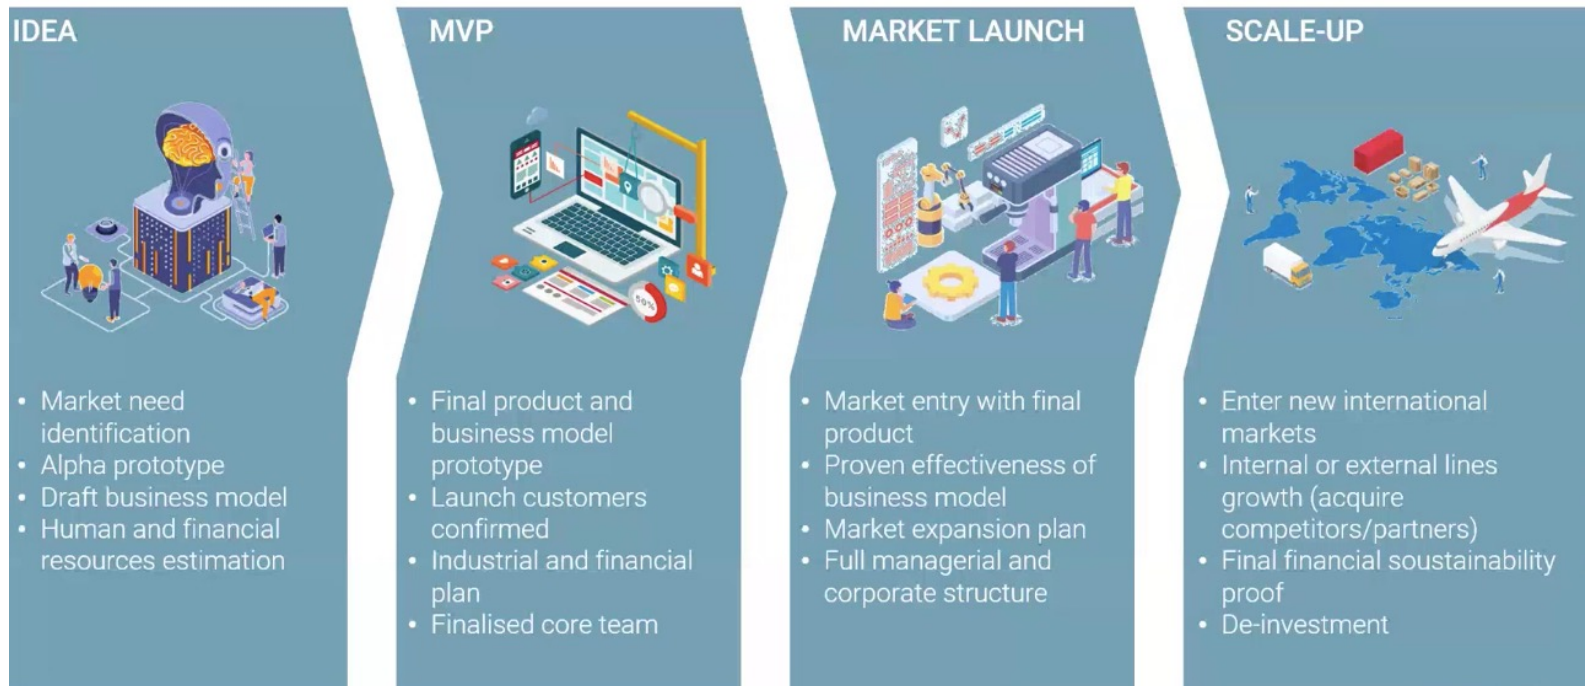 IDEA
• Market need
identification
• Alpha prototype
• Draft business model
• Human and financial
resources estimation
MVP
50%
• Final product and
business model
prototype
• Launch customers
confirmed
• Industrial and financial
plan
• Finalised core team
MARKET LAUNCH
• Market entry with final
product
• Proven effectiveness of
business model
• Market expansion plan
• Full managerial and
corporate structure
SCALE-UP
• Enter new international
markets
• Internal or external lines
growth (acquire
competitors/partners)
• Final financial soustainability
proof
• De-investment